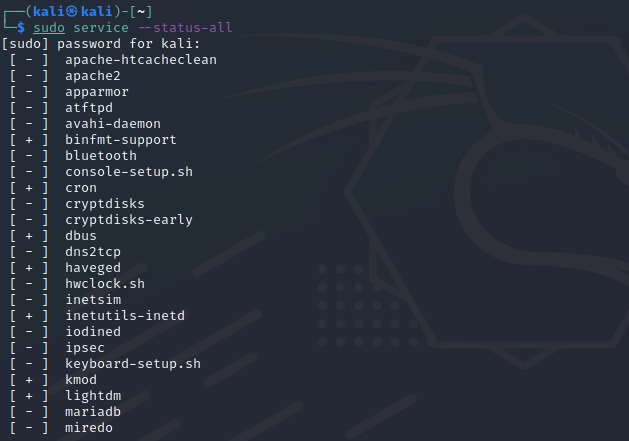 ┌──(kali㉿kali)-[~]
└─$ sudo service --status-all
[sudo] password for kali:
 [ - ]  apache-htcacheclean
 [ - ]  apache2
 [ - ]  apparmor
 [ - ]  atftpd
 [ - ]  avahi-daemon
 [ + ]  binfmt-support
 [ - ]  bluetooth
 [ - ]  console-setup.sh
 [ + ]  cron
 [ - ]  cryptdisks
 [ - ]  cryptdisks-early
 [ + ]  dbus
 [ - ]  dns2tcp
 [ + ]  haveged
 [ - ]  hwclock.sh
 [ - ]  inetsim
 [ + ]  inetutils-inetd
 [ - ]  iodined
 [ - ]  ipsec
 [ - ]  keyboard-setup.sh
 [ + ]  kmod
 [ + ]  lightdm
 [ - ]  mariadb
 [ - ]  miredo